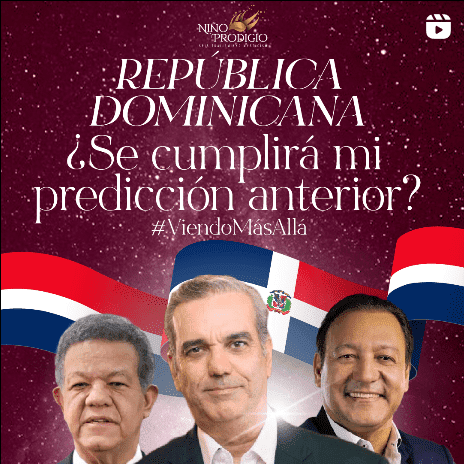 NIÑO
PRODIGIO
REPÚBLICA
DOMINICANA
¿Se cumplirá mi
predicción anterior?
#ViendoMásAllá